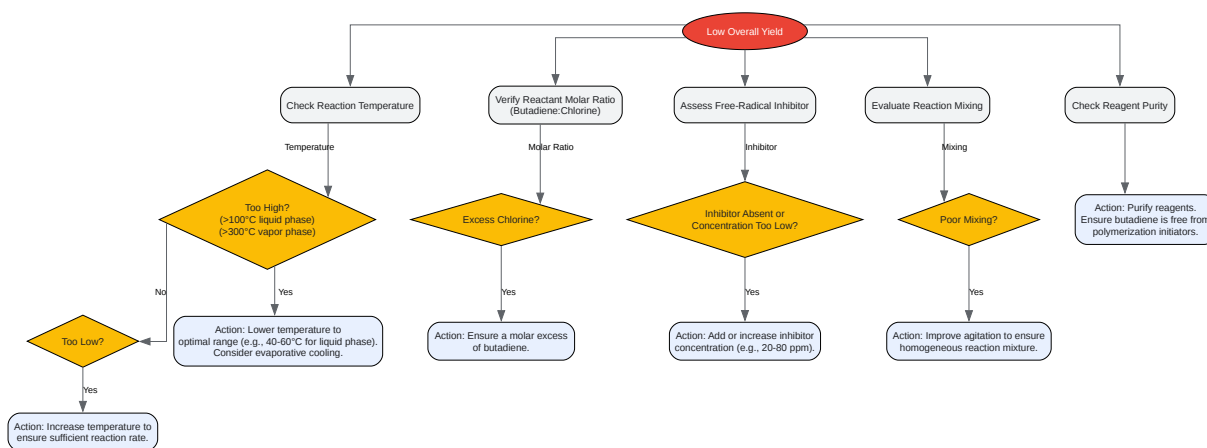 Low Overall Yield
Check Reaction Temperature
Verify Reactant Molar Ratio
(Butadiene:Chlorine)
Assess Free-Radical Inhibitor
Evaluate Reaction Mixing
Check Reagent Purity
Temperature
Molar Ratio
Inhibitor
Mixing
Too High?
(>100°C liquid phase)
(>300°C vapor phase)
Excess Chlorine?
Inhibitor Absent or
Concentration Too Low?
Poor Mixing?
Action: Purify reagents.
Ensure butadiene is free from
polymerization initiators.
No
Yes
Yes
Yes
Yes
Too Low?
Action: Lower temperature to
optimal range (e.g., 40-60°C for liquid phase).
Consider evaporative cooling.
Action: Ensure a molar excess
of butadiene.
Action: Add or increase inhibitor
concentration (e.g., 20-80 ppm).
Action: Improve agitation to ensure
homogeneous reaction mixture.
Yes
Action: Increase temperature to
ensure sufficient reaction rate.